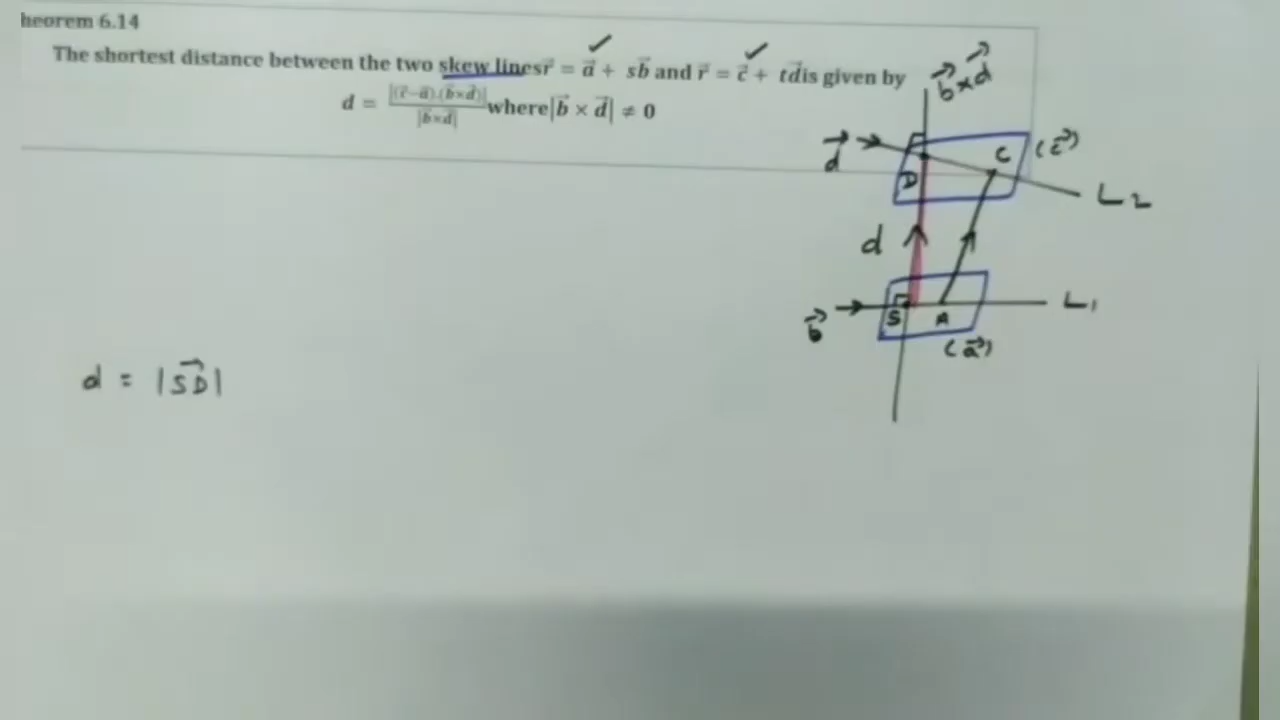 heorem 6.14
The shortest distance between the two skew lines r⃗ = a⃗ + sb⃗ and r⃗ = c⃗ + td⃗ is given by
d = |(c⃗−a⃗).(b⃗×d⃗)| / |b⃗×d⃗| where |b⃗ × d⃗| ≠ 0
b⃗ × d⃗
d⃗
D
C
(c⃗)
L₂
d
b⃗
S
A
L₁
(a⃗)
d = |SD⃗|